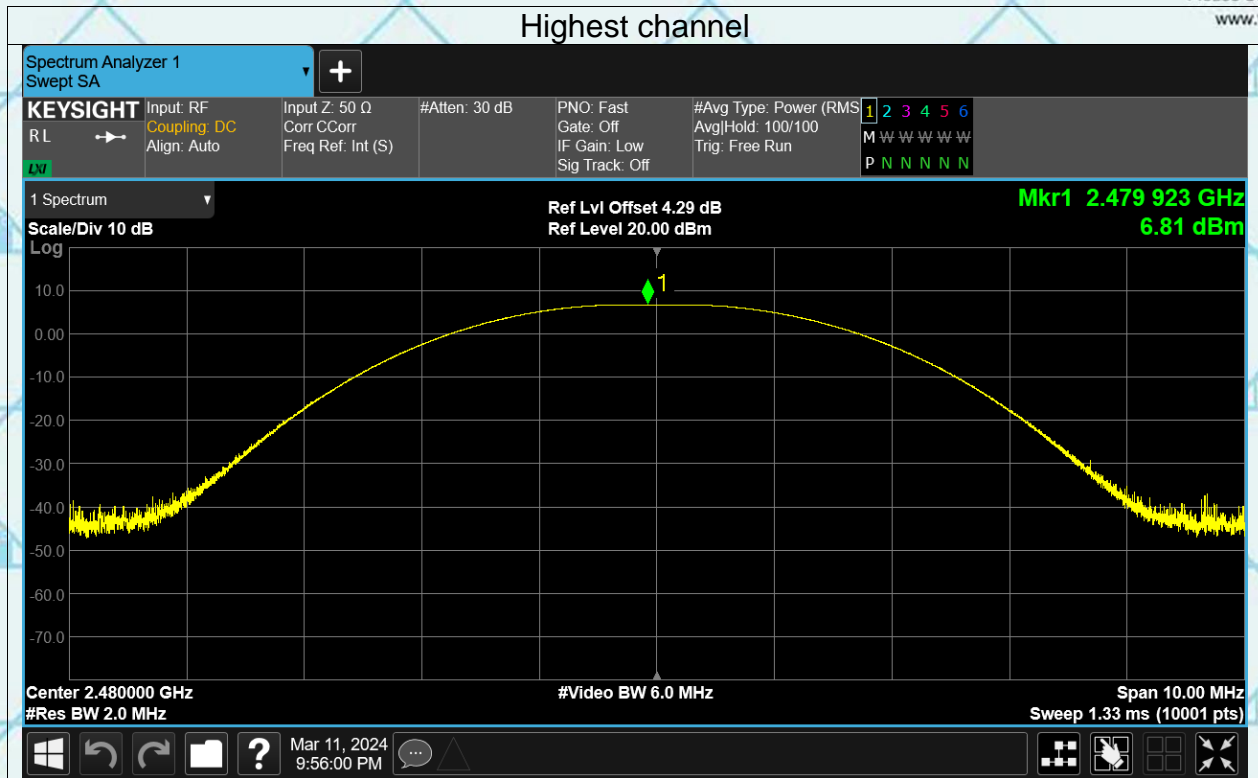 www.
Highest channel
Spectrum Analyzer 1
Swept SA
KEYSIGHT
R L
LXI
Input: RF
Coupling: DC
Align: Auto
Input Z: 50 Ω
Corr CCorr
Freq Ref: Int (S)
#Atten: 30 dB
PNO: Fast
Gate: Off
IF Gain: Low
Sig Track: Off
#Avg Type: Power (RMS
Avg|Hold: 100/100
Trig: Free Run
1 2 3 4 5 6
M W W W W W
P N N N N N
1 Spectrum
Scale/Div 10 dB
Ref Lvl Offset 4.29 dB
Ref Level 20.00 dBm
Mkr1 2.479 923 GHz
6.81 dBm
Log
1
10.0
0.00
-10.0
-20.0
-30.0
-40.0
-50.0
-60.0
-70.0
Center 2.480000 GHz
#Video BW 6.0 MHz
Span 10.00 MHz
#Res BW 2.0 MHz
Sweep 1.33 ms (10001 pts)
Mar 11, 2024
9:56:00 PM